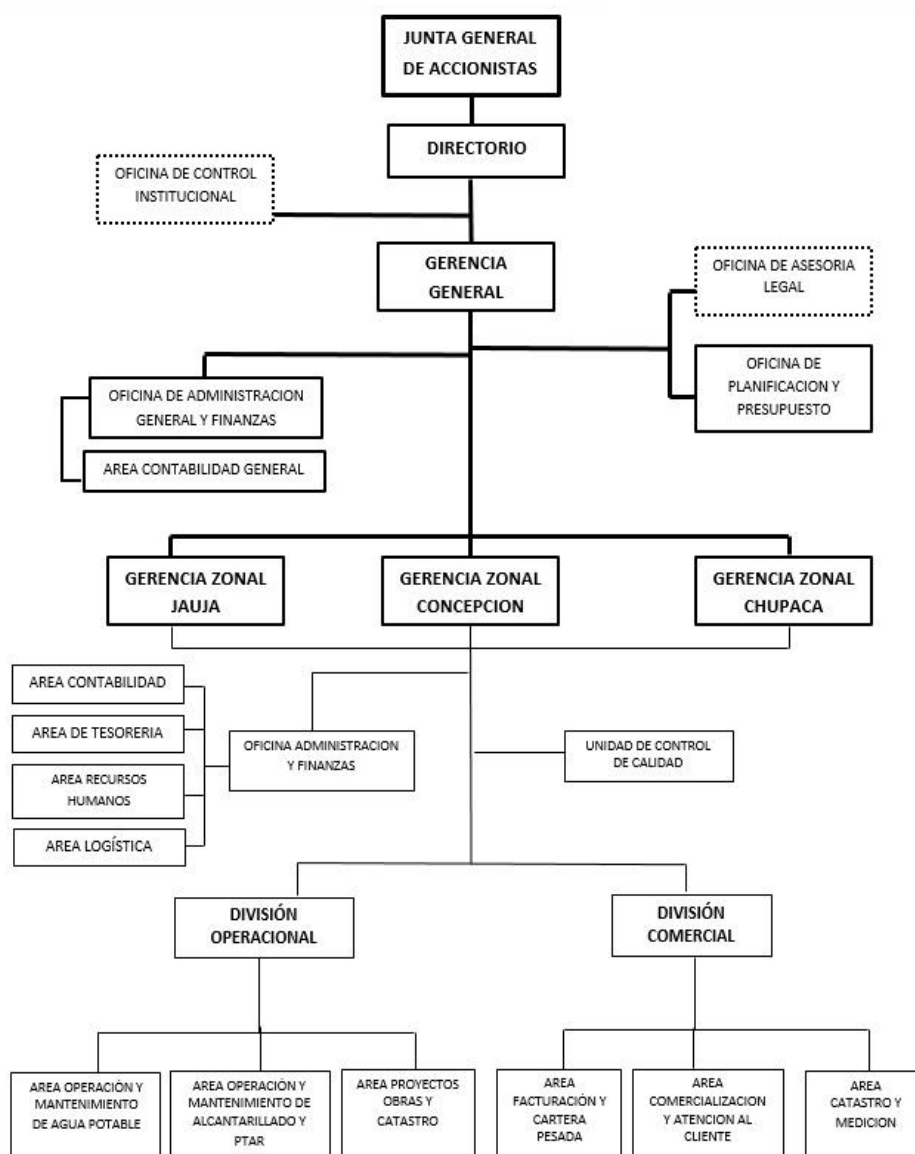 JUNTA GENERAL
DE ACCIONISTAS
DIRECTORIO
OFICINA DE CONTROL
INSTITUCIONAL
GERENCIA
GENERAL
OFICINA DE ASESORIA
LEGAL
OFICINA DE
PLANIFICACION Y
PRESUPUESTO
OFICINA DE ADMINISTRACION
GENERAL Y FINANZAS
AREA CONTABILIDAD GENERAL
GERENCIA ZONAL
JAUJA
GERENCIA ZONAL
CONCEPCION
GERENCIA ZONAL
CHUPACA
AREA CONTABILIDAD
AREA DE TESORERIA
AREA RECURSOS
HUMANOS
AREA LOGÍSTICA
OFICINA ADMINISTRACION
Y FINANZAS
UNIDAD DE CONTROL
DE CALIDAD
DIVISIÓN
OPERACIONAL
DIVISIÓN
COMERCIAL
AREA OPERACIÓN Y
MANTENIMIENTO
DE AGUA POTABLE
AREA OPERACIÓN Y
MANTENIMIENTO DE
ALCANTARILLADO Y
PTAR
AREA PROYECTOS
OBRAS Y
CATASTRO
AREA
FACTURACIÓN Y
CARTERA
PESADA
AREA
COMERCIALIZACION
Y ATENCION AL
CLIENTE
AREA
CATASTRO Y
MEDICION